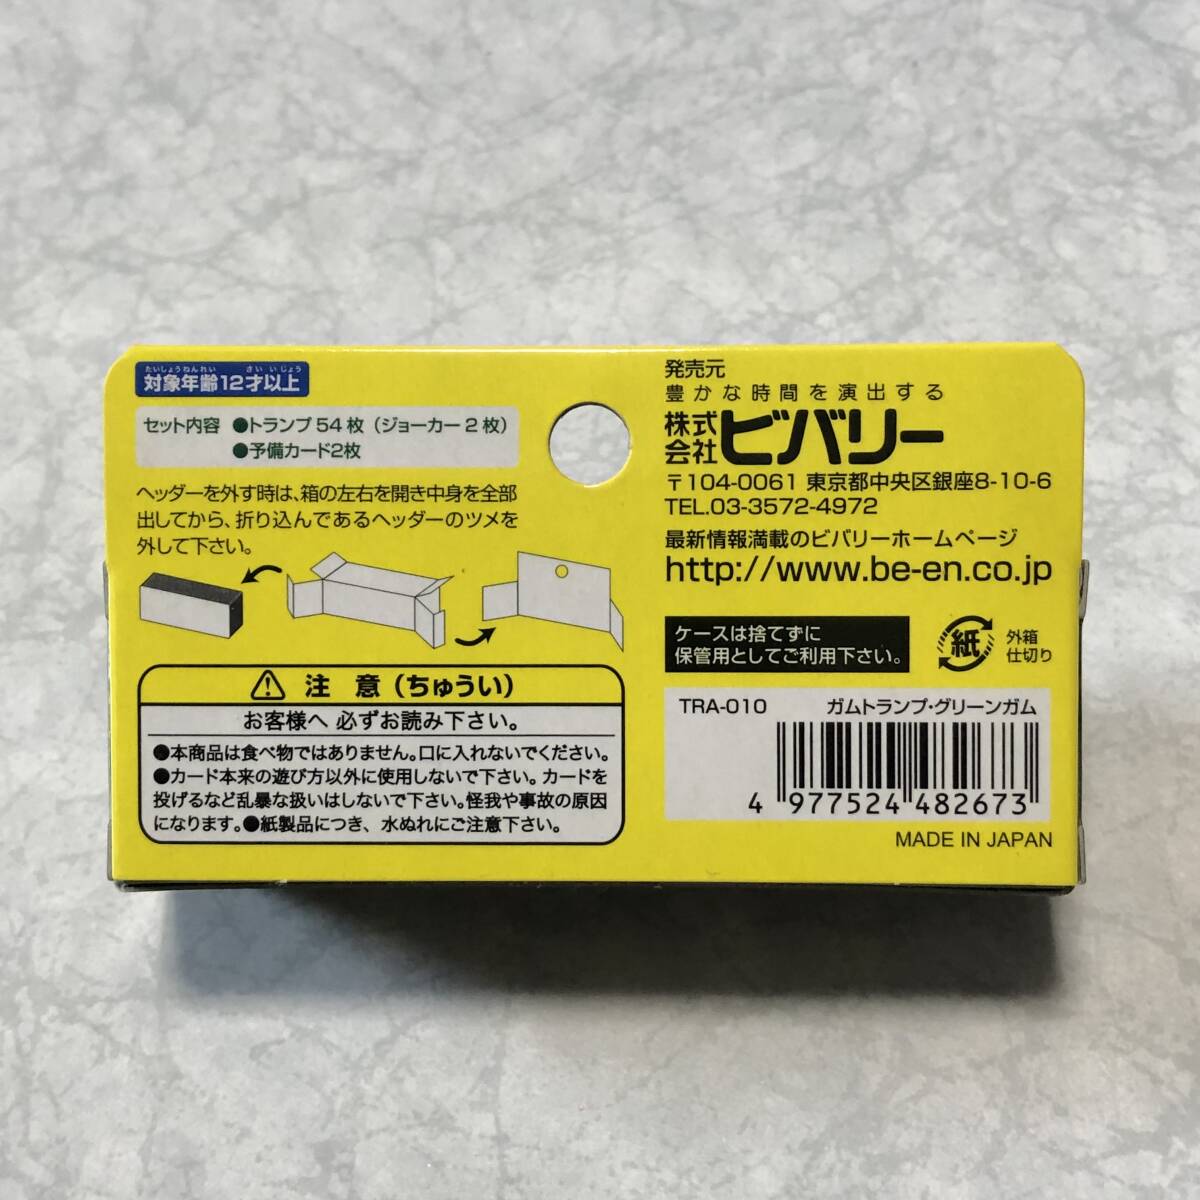 たいしょうねんれい さい いじょう
対象年齢12才以上
セット内容 ●トランプ54枚（ジョーカー2枚）
●予備カード2枚
ヘッダーを外す時は、箱の左右を開き中身を全部
出してから、折り込んであるヘッダーのツメを
外して下さい。
⚠ 注 意（ちゅうい）
お客様へ 必ずお読み下さい。
●本商品は食べ物ではありません。口に入れないでください。
●カード本来の遊び方以外に使用しないで下さい。カードを
投げるなど乱暴な扱いはしないで下さい。怪我や事故の原因
になります。●紙製品につき、水ぬれにご注意下さい。
発売元
豊かな時間を演出する
株式会社ビバリー
〒104-0061 東京都中央区銀座8-10-6
TEL.03-3572-4972
最新情報満載のビバリーホームページ
http://www.be-en.co.jp
ケースは捨てずに
保管用としてご利用下さい。
紙
外箱
仕切り
TRA-010 ガムトランプ・グリーンガム
4 977524 482673
MADE IN JAPAN